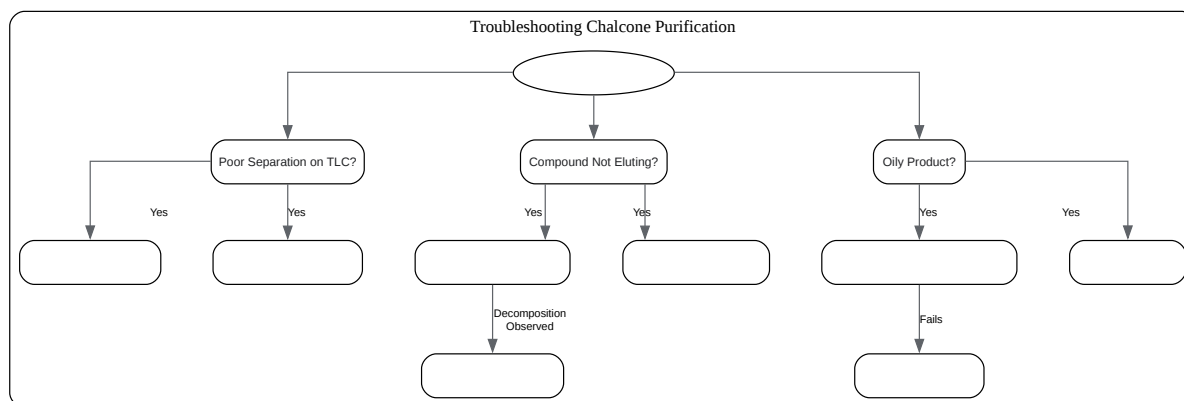 Troubleshooting Chalcone Purification
Poor Separation on TLC?
Compound Not Eluting?
Oily Product?
Yes
Yes
Yes
Yes
Yes
Yes
Decomposition
Observed
Fails